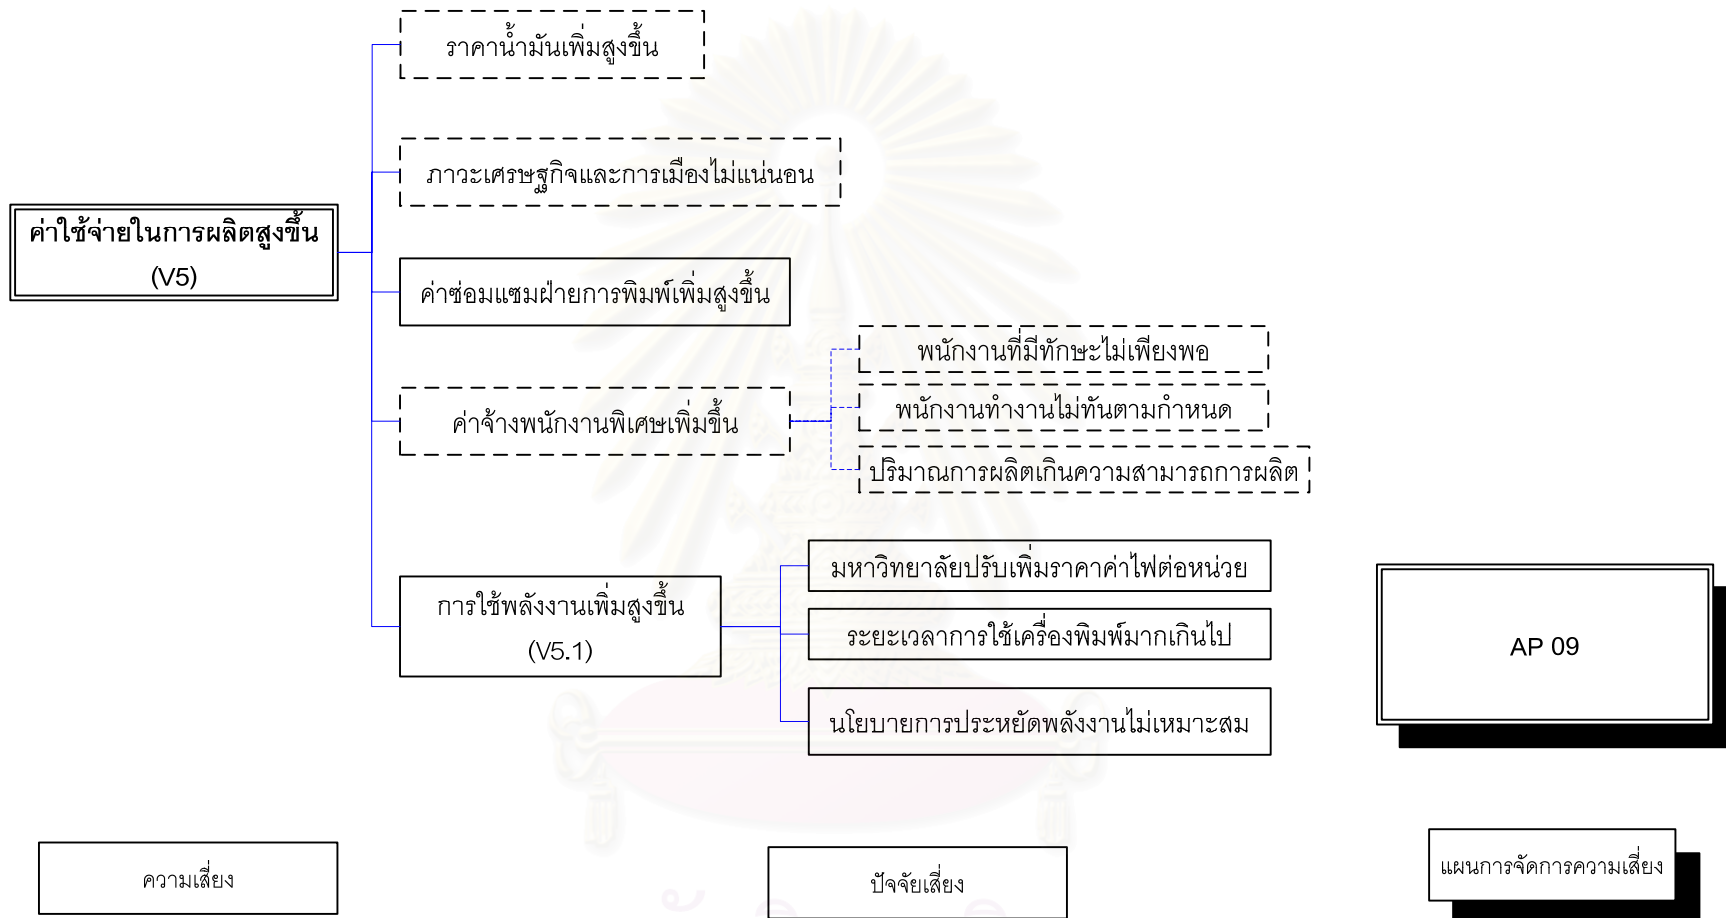 ราคาน้ำมันเพิ่มสูงขึ้น
ภาวะเศรษฐกิจและการเมืองไม่แน่นอน
ค่าใช้จ่ายในการผลิตสูงขึ้น
(V5)
ค่าซ่อมแซมฝ่ายการพิมพ์เพิ่มสูงขึ้น
พนักงานที่มีทักษะไม่เพียงพอ
พนักงานทำงานไม่ทันตามกำหนด
ค่าจ้างพนักงานพิเศษเพิ่มขึ้น
ปริมาณการผลิตเกินความสามารถการผลิต
มหาวิทยาลัยปรับเพิ่มราคาค่าไฟต่อหน่วย
การใช้พลังงานเพิ่มสูงขึ้น
(V5.1)
ระยะเวลาการใช้เครื่องพิมพ์มากเกินไป
นโยบายการประหยัดพลังงานไม่เหมาะสม
AP 09
ความเสี่ยง
ปัจจัยเสี่ยง
แผนการจัดการความเสี่ยง